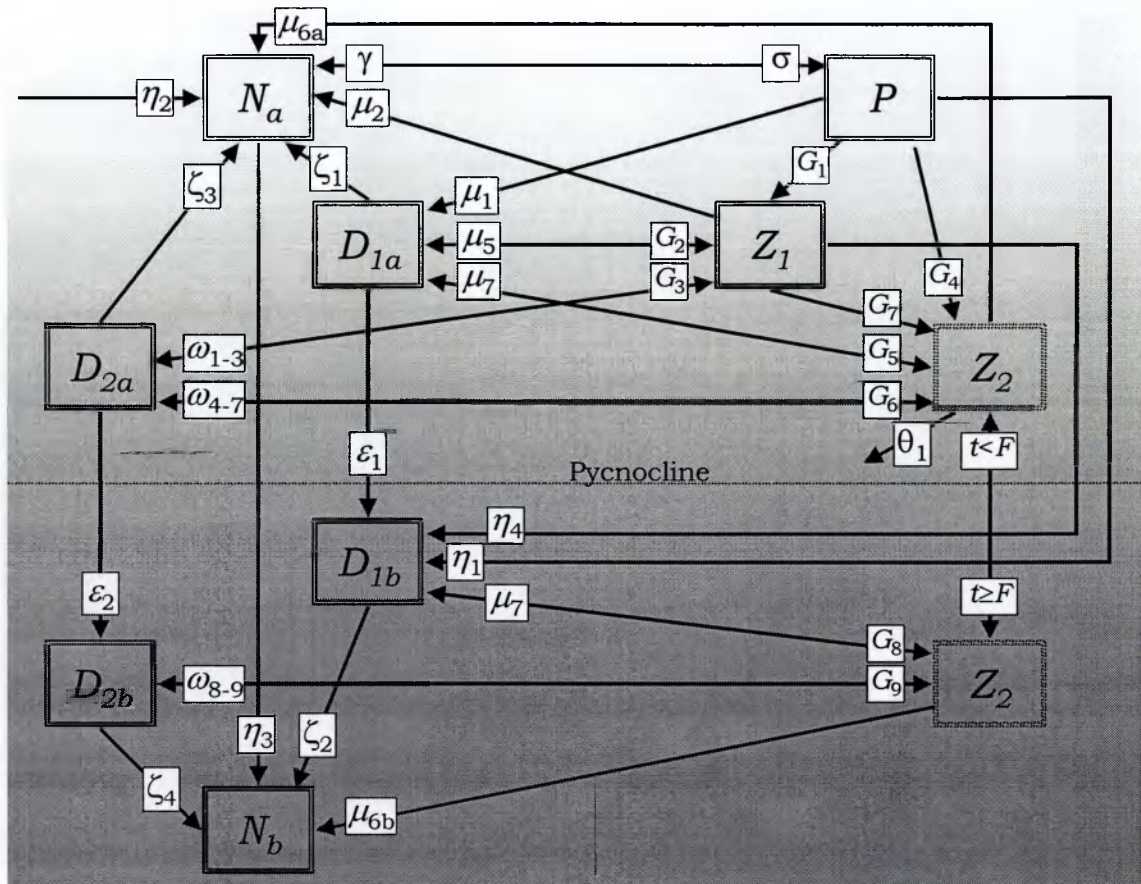 μ6a
γ
σ
η2
Na
μ2
P
G1
ζ3
ζ1
μ1
D1a
μ5
G2
Z1
μ7
G3
G4
G7
D2a
ω1-3
G5
Z2
ω4-7
G6
ε1
θ1
t<F
Pycnocline
η4
D1b
η1
ε2
μ7
t≥F
G8
D2b
ω8-9
G9
Z2
η3
ζ2
ζ4
Nb
μ6b